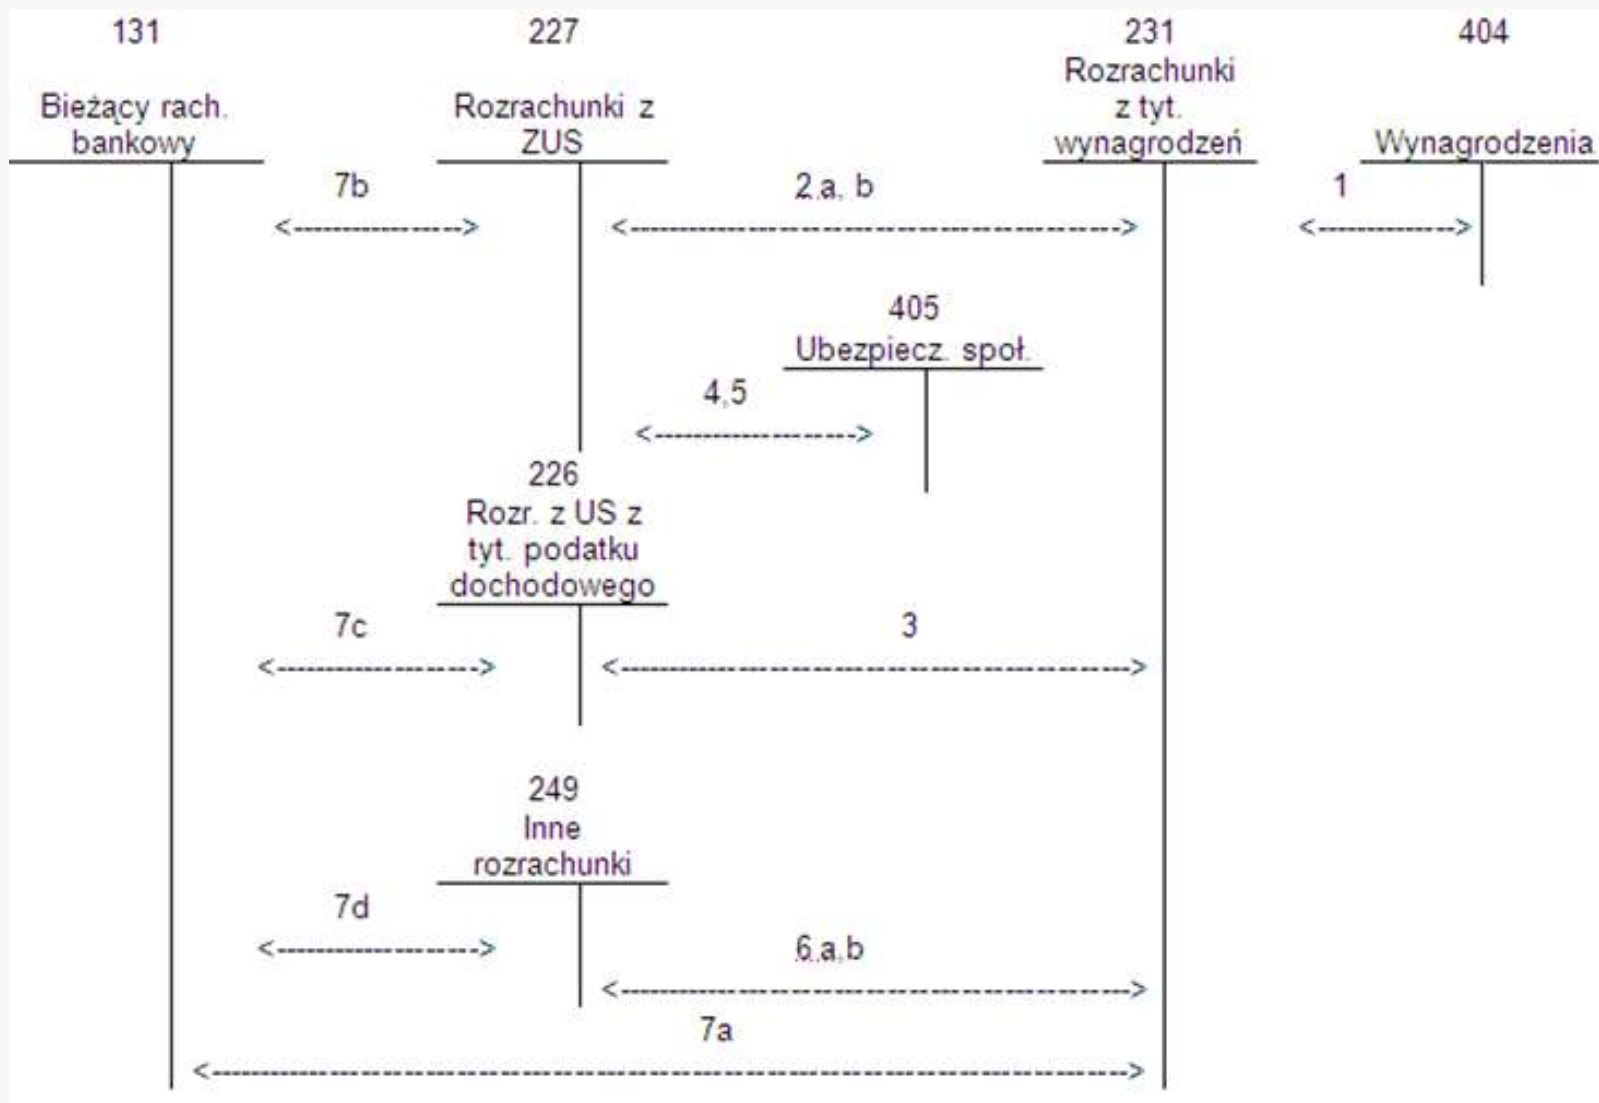 131
227
231
404
Bieżący rach.
bankowy
Rozrachunki z
ZUS
Rozrachunki
z tyt.
wynagrodzeń
Wynagrodzenia
7b
2.a, b
1
405
Ubezpiecz. społ.
4,5
226
Rozr. z US z
tyt. podatku
dochodowego
7c
3
249
Inne
rozrachunki
7d
6.a,b
7a